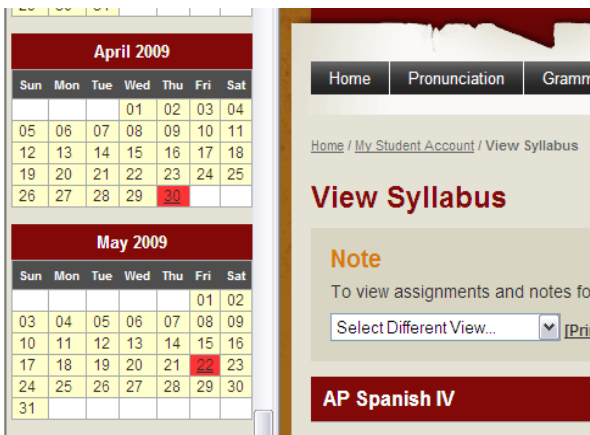 April 2009
Sun Mon Tue Wed Thu Fri Sat
01 02 03 04
05 06 07 08 09 10 11
12 13 14 15 16 17 18
19 20 21 22 23 24 25
26 27 28 29 30
May 2009
Sun Mon Tue Wed Thu Fri Sat
01 02
03 04 05 06 07 08 09
10 11 12 13 14 15 16
17 18 19 20 21 22 23
24 25 26 27 28 29 30
31
Home Pronunciation Gramm
Home / My Student Account / View Syllabus
View Syllabus
Note
To view assignments and notes fo
Select Different View... [Pri
AP Spanish IV